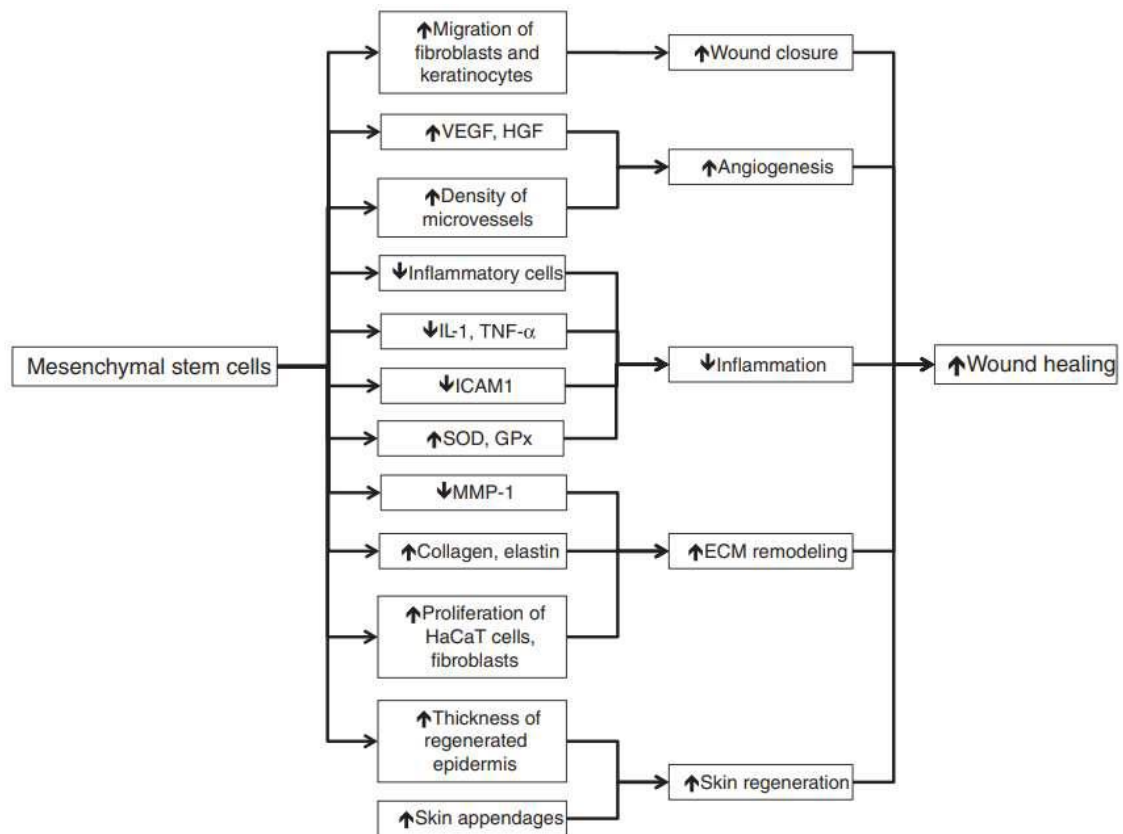 ↑Migration of
fibroblasts and
keratinocytes
↑Wound closure
↑VEGF, HGF
↑Angiogenesis
↑Density of
microvessels
↓Inflammatory cells
↓IL-1, TNF-α
Mesenchymal stem cells
↓Inflammation
↑Wound healing
↓ICAM1
↑SOD, GPx
↓MMP-1
↑Collagen, elastin
↑ECM remodeling
↑Proliferation of
HaCaT cells,
fibroblasts
↑Thickness of
regenerated
epidermis
↑Skin regeneration
↑Skin appendages